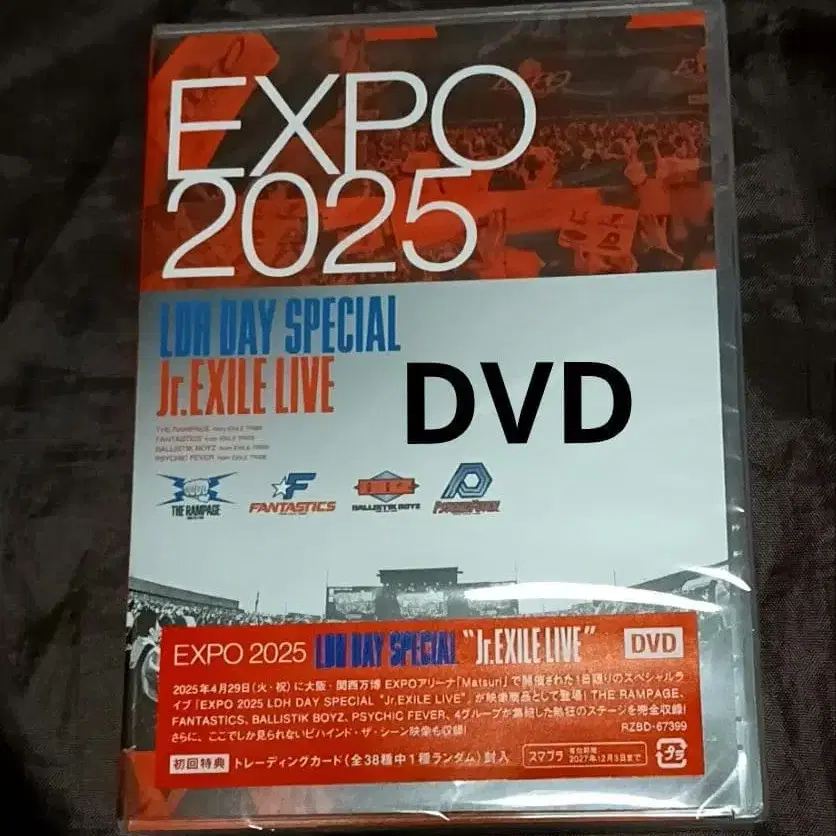 EXPO
2025
LDH DAY SPECIAL
Jr.EXILE LIVE
DVD
THE RAMPAGE from EXILE TRIBE
FANTASTICS from EXILE TRIBE
BALLISTIK BOYZ from EXILE TRIBE
PSYCHIC FEVER from EXILE TRIBE
THE RAMPAGE FANTASTICS BALLISTIK BOYZ PSYCHIC FEVER
EXPO 2025 LDH DAY SPECIAL "Jr.EXILE LIVE" DVD
2025年4月29日(火・祝)に大阪・関西万博 EXPOアリーナ「Matsuri」で開催された1日限りのスペシャルラ
イブ「EXPO 2025 LDH DAY SPECIAL "Jr.EXILE LIVE"」が映像商品として登場! THE RAMPAGE、
FANTASTICS、BALLISTIK BOYZ、PSYCHIC FEVER、4グループが集結した熱狂のステージを完全収録!
さらに、ここでしか見られないビハインド・ザ・シーン映像も収録! RZBD-67399
初回特典 トレーディングカード(全38種中1種ランダム)封入 スマプラ 有効期限 2027年12月3日まで プラ